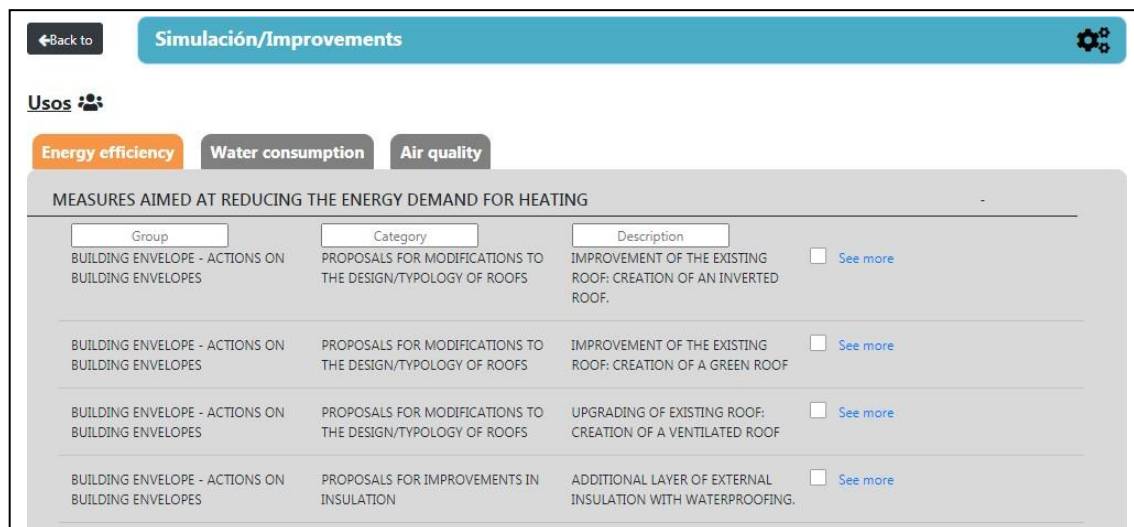 Back to
Simulación/Improvements
Usos
Energy efficiency
Water consumption
Air quality
MEASURES AIMED AT REDUCING THE ENERGY DEMAND FOR HEATING -
Group
Category
Description
BUILDING ENVELOPE - ACTIONS ON
BUILDING ENVELOPES
PROPOSALS FOR MODIFICATIONS TO
THE DESIGN/TYPOLOGY OF ROOFS
IMPROVEMENT OF THE EXISTING
ROOF: CREATION OF AN INVERTED
ROOF.
See more
BUILDING ENVELOPE - ACTIONS ON
BUILDING ENVELOPES
PROPOSALS FOR MODIFICATIONS TO
THE DESIGN/TYPOLOGY OF ROOFS
IMPROVEMENT OF THE EXISTING
ROOF: CREATION OF A GREEN ROOF
See more
BUILDING ENVELOPE - ACTIONS ON
BUILDING ENVELOPES
PROPOSALS FOR MODIFICATIONS TO
THE DESIGN/TYPOLOGY OF ROOFS
UPGRADING OF EXISTING ROOF:
CREATION OF A VENTILATED ROOF
See more
BUILDING ENVELOPE - ACTIONS ON
BUILDING ENVELOPES
PROPOSALS FOR IMPROVEMENTS IN
INSULATION
ADDITIONAL LAYER OF EXTERNAL
INSULATION WITH WATERPROOFING.
See more